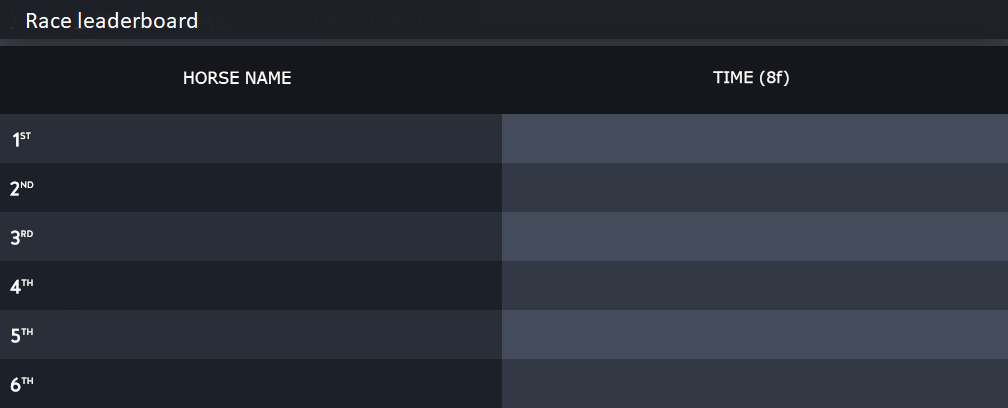 Race leaderboard
HORSE NAME TIME (8f)
1ST
2ND
3RD
4TH
5TH
6TH